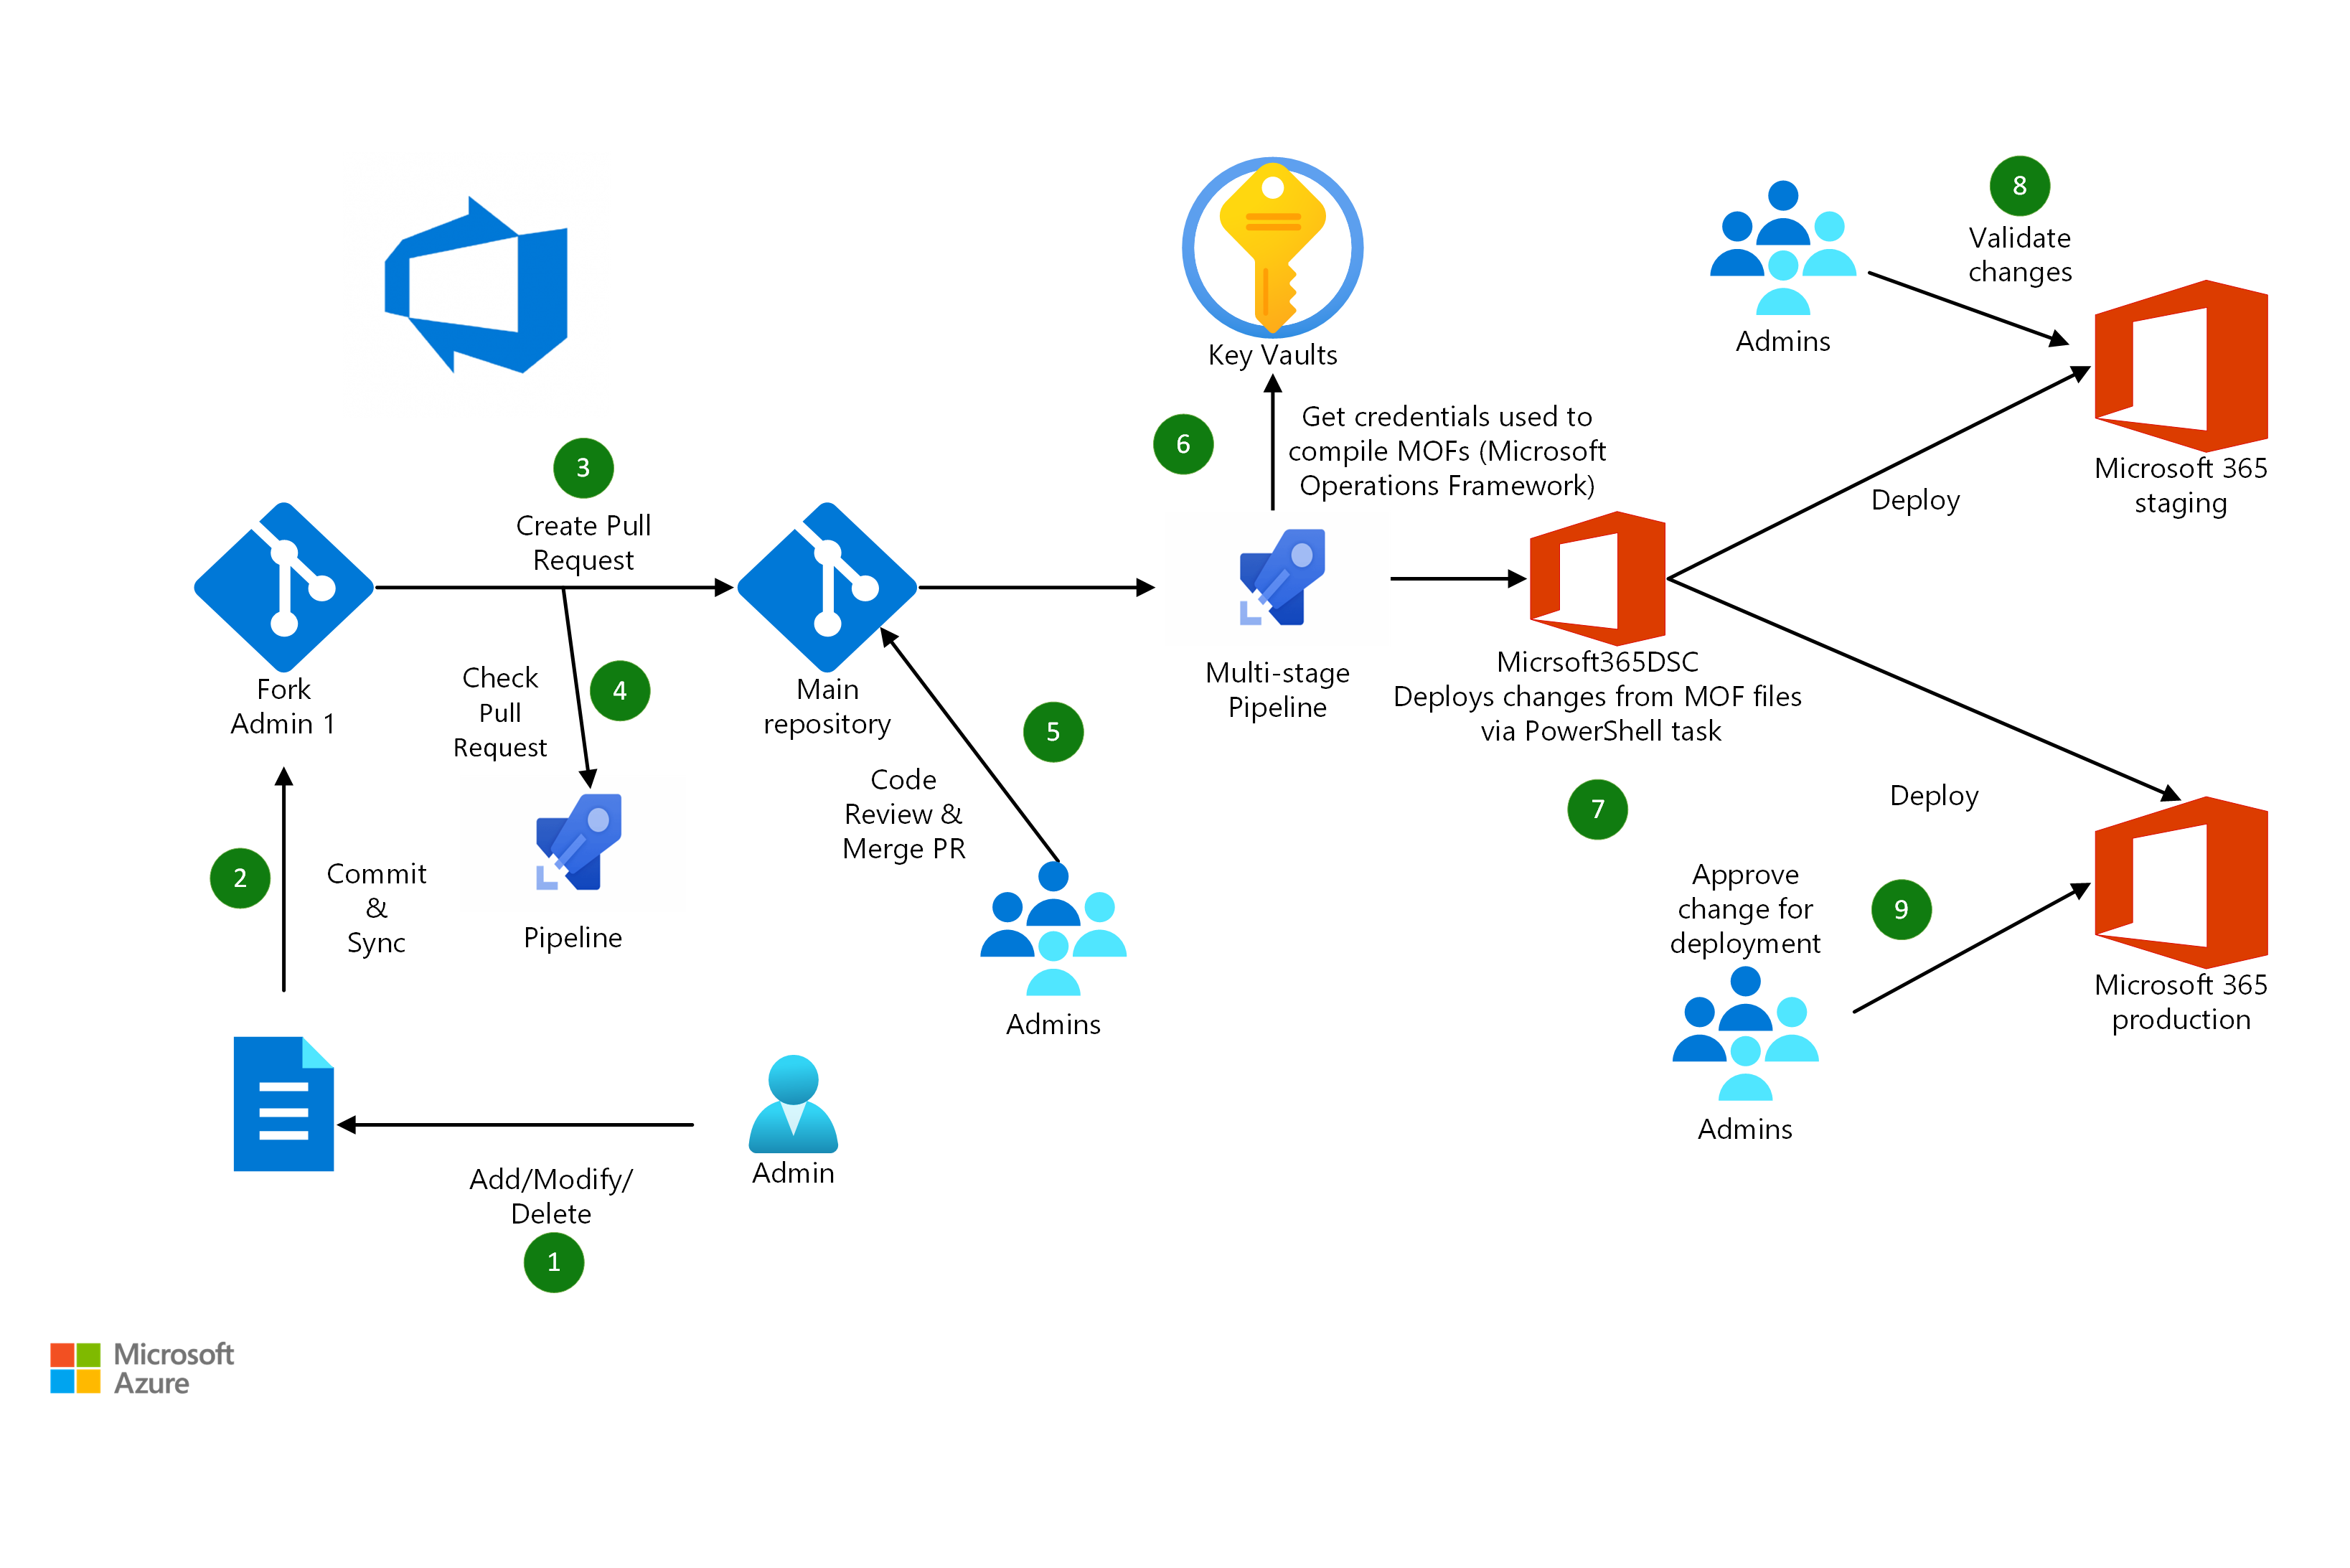 8
Validate
changes
Admins
Key Vaults
6
Get credentials used to
compile MOFs (Microsoft
Operations Framework)
3
Create Pull
Request
Microsoft 365
staging
Deploy
Fork
Admin 1
Check
Pull
Request
4
Main
repository
5
Multi-stage
Pipeline
Micrsoft365DSC
Deploys changes from MOF files
via PowerShell task
7
Deploy
Code
Review &
Merge PR
2
Commit
&
Sync
Pipeline
Admins
Approve
change for
deployment
9
Admins
Microsoft 365
production
Admin
Add/Modify/
Delete
1
Microsoft
Azure